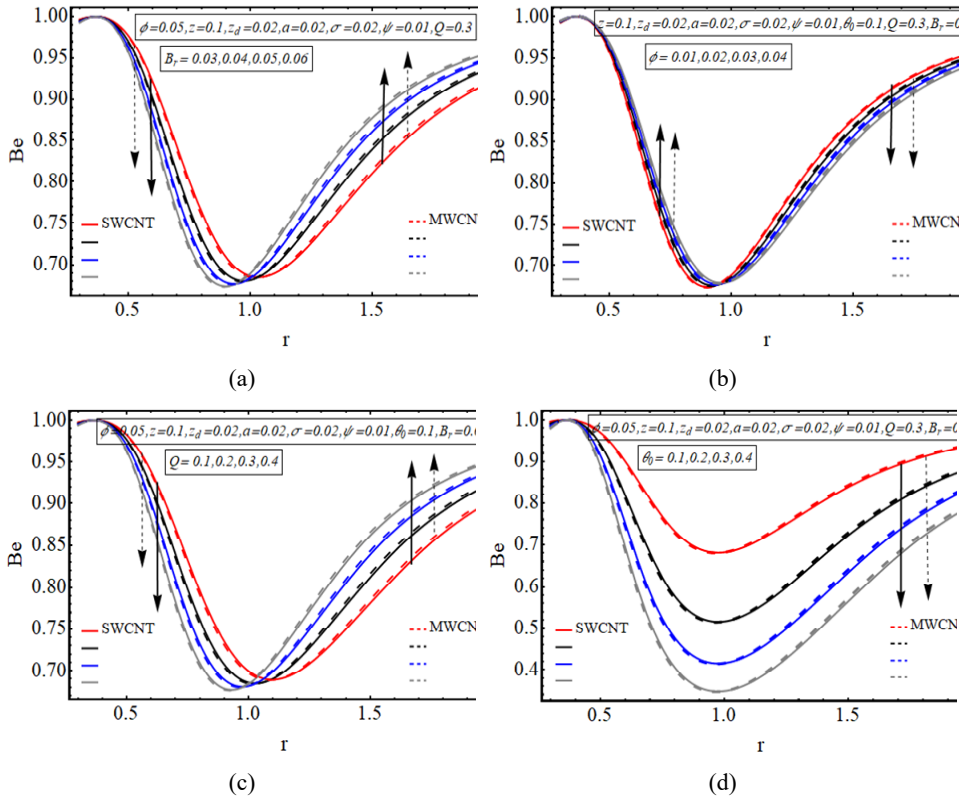 ϕ=0.05,z=0.1,z_d=0.02,a=0.02,σ=0.02,ψ=0.01,Q=0.3
B_r = 0.03,0.04,0.05,0.06
1.00
0.95
0.90
0.85
0.80
0.75
0.70
Be
SWCNT
MWCN
0.5 1.0 1.5
r
(a)
z=0.1,z_d=0.02,a=0.02,σ=0.02,ψ=0.01,θ_0=0.1,Q=0.3,B_r=0.
ϕ = 0.01,0.02,0.03,0.04
1.00
0.95
0.90
0.85
0.80
0.75
0.70
Be
SWCNT
MWCN
0.5 1.0 1.5
r
(b)
ϕ=0.05,z=0.1,z_d=0.02,a=0.02,σ=0.02,ψ=0.01,θ_0=0.1,B_r=0.
Q = 0.1,0.2,0.3,0.4
1.00
0.95
0.90
0.85
0.80
0.75
0.70
Be
SWCNT
MWCN
0.5 1.0 1.5
r
(c)
ϕ=0.05,z=0.1,z_d=0.02,a=0.02,σ=0.02,ψ=0.01,Q=0.3,B_r=0.
θ_0 = 0.1,0.2,0.3,0.4
1.0
0.9
0.8
0.7
0.6
0.5
0.4
Be
SWCNT
MWCN
0.5 1.0 1.5
r
(d)